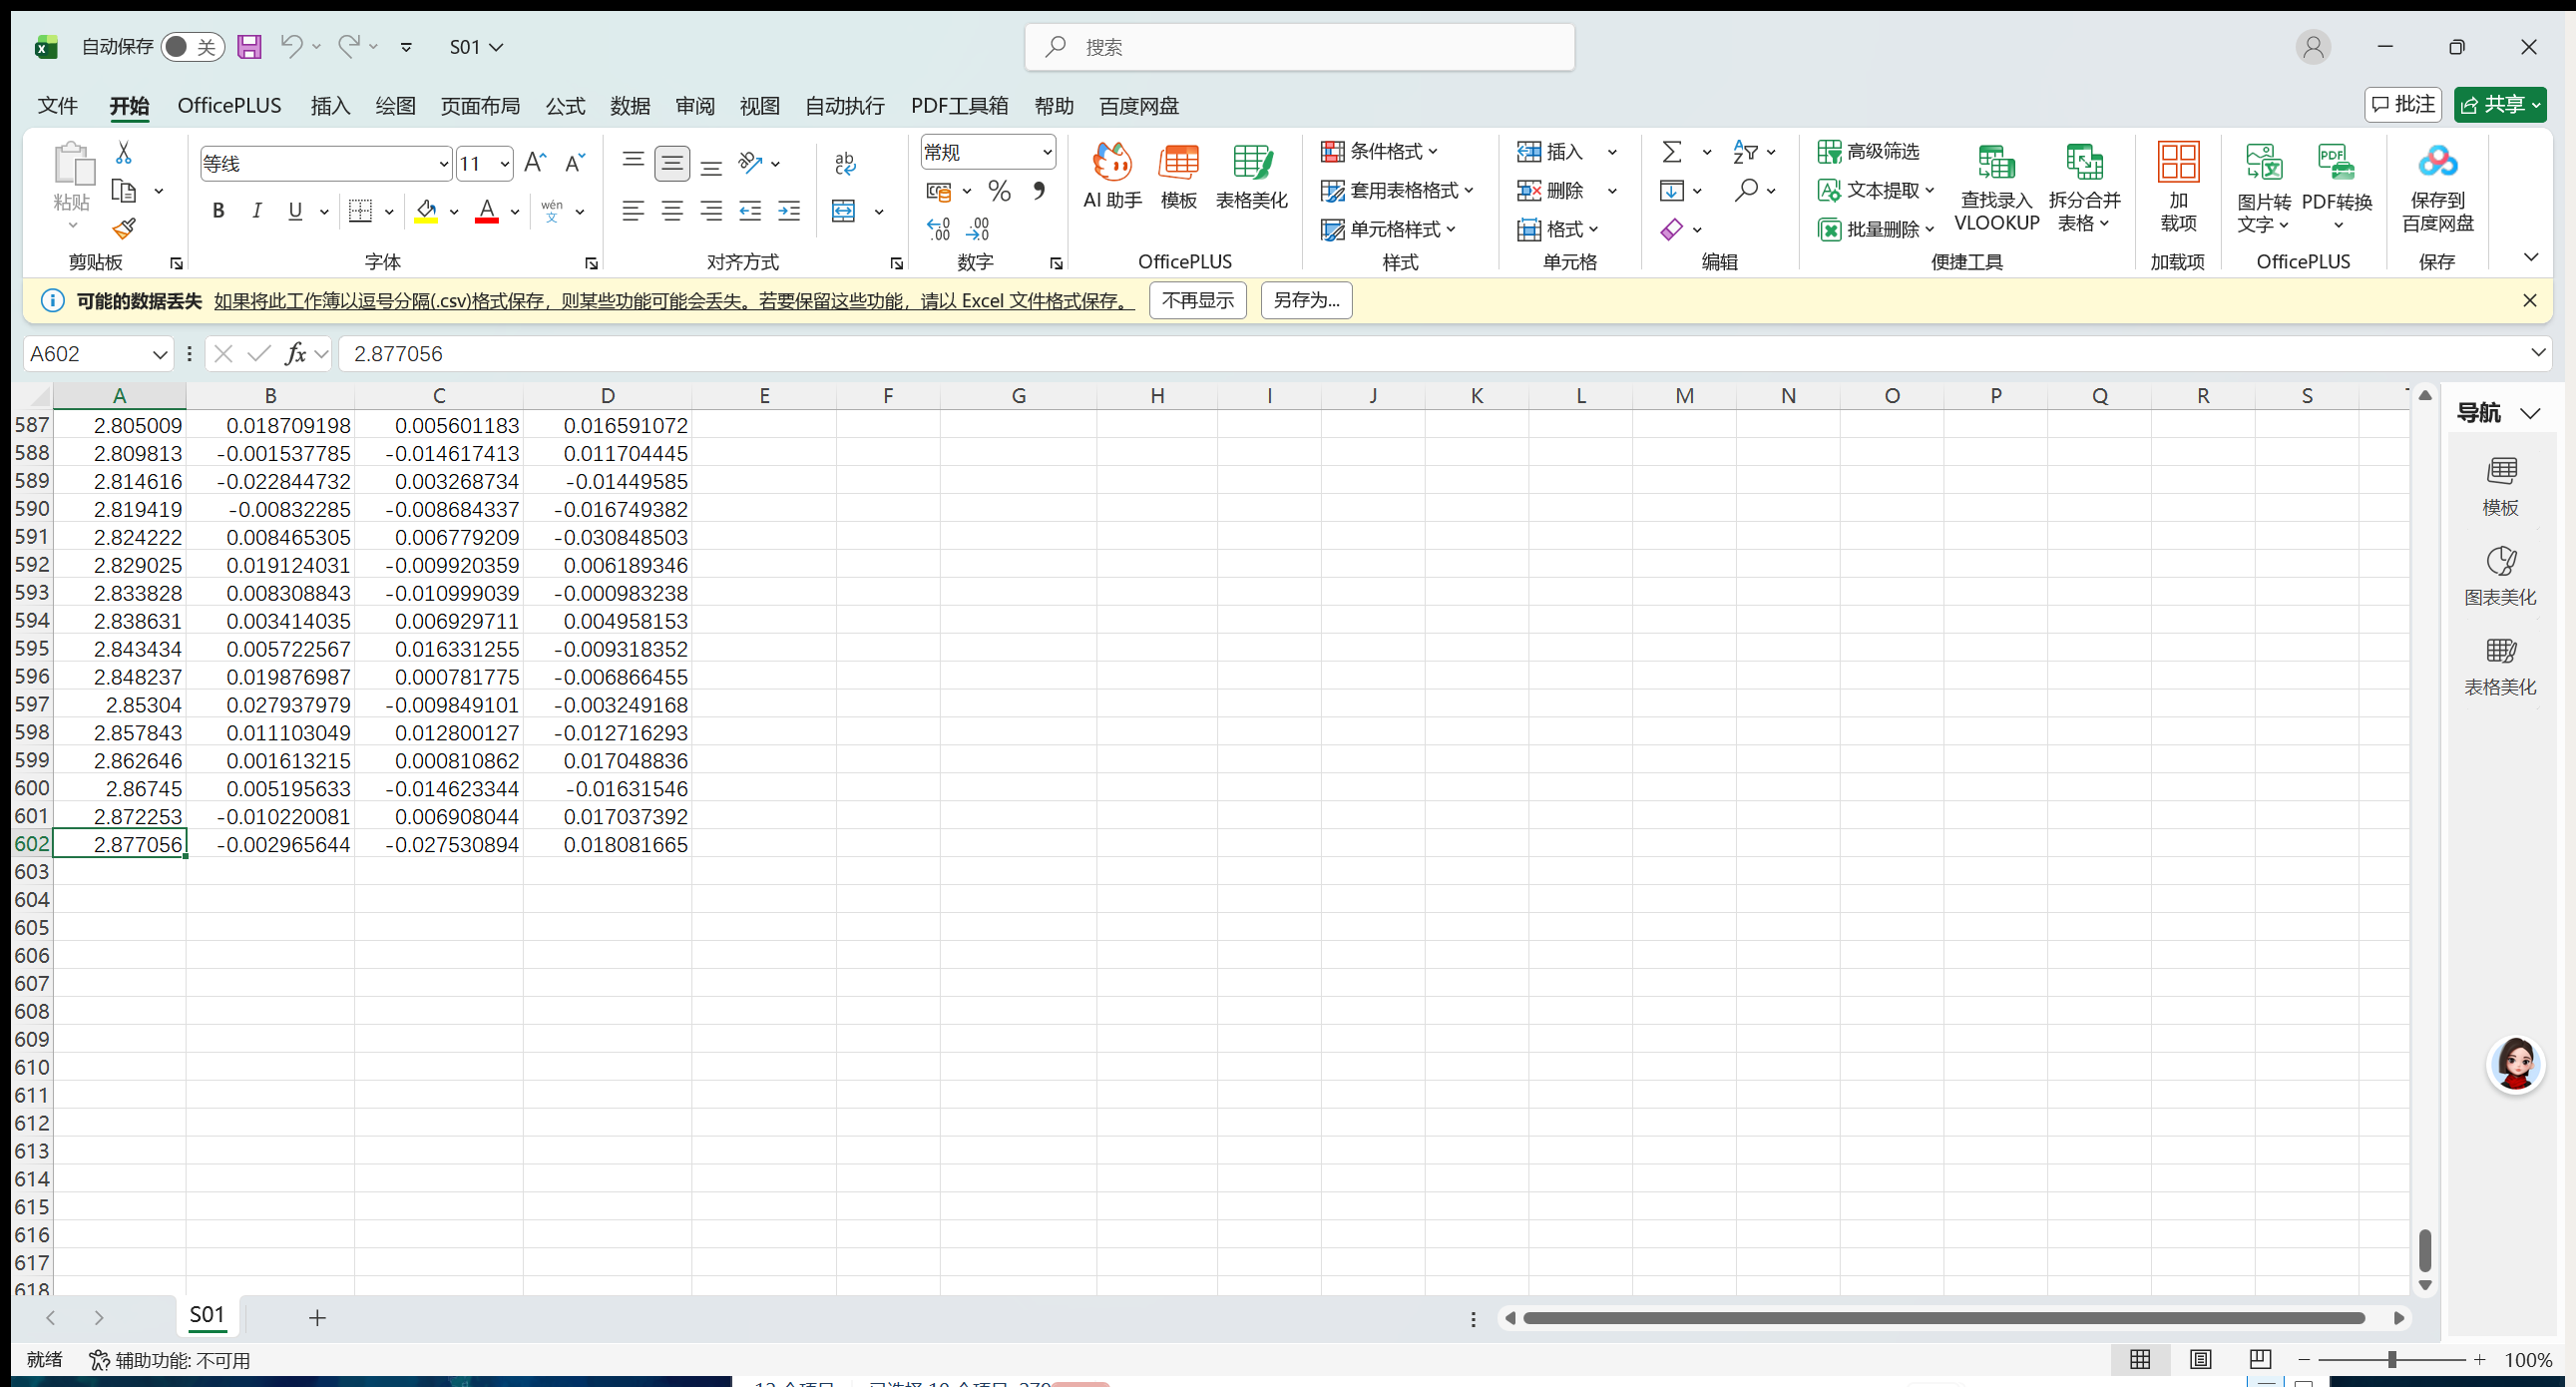 自动保存 关 S01 搜索
文件 开始 OfficePLUS 插入 绘图 页面布局 公式 数据 审阅 视图 自动执行 PDF工具箱 帮助 百度网盘 批注 共享
粘贴 等线 11 常规 AI 助手 模板 表格美化 条件格式 插入 高级筛选 查找录入 VLOOKUP 拆分合并 表格 加 载项 图片转 文字 PDF转换 保存到 百度网盘
套用表格格式 删除 文本提取
单元格样式 格式 批量删除
剪贴板 字体 对齐方式 数字 OfficePLUS 样式 单元格 编辑 便捷工具 加载项 OfficePLUS 保存
可能的数据丢失 如果将此工作簿以逗号分隔(.csv)格式保存，则某些功能可能会丢失。若要保留这些功能，请以 Excel 文件格式保存。 不再显示 另存为...
A602 fx 2.877056
A B C D E F G H I J K L M N O P Q R S
587 2.805009 0.018709198 0.005601183 0.016591072
588 2.809813 -0.001537785 -0.014617413 0.011704445
589 2.814616 -0.022844732 0.003268734 -0.01449585
590 2.819419 -0.00832285 -0.008684337 -0.016749382
591 2.824222 0.008465305 0.006779209 -0.030848503
592 2.829025 0.019124031 -0.009920359 0.006189346
593 2.833828 0.008308843 -0.010999039 -0.000983238
594 2.838631 0.003414035 0.006929711 0.004958153
595 2.843434 0.005722567 0.016331255 -0.009318352
596 2.848237 0.019876987 0.000781775 -0.006866455
597 2.85304 0.027937979 -0.009849101 -0.003249168
598 2.857843 0.011103049 0.012800127 -0.012716293
599 2.862646 0.001613215 0.000810862 0.017048836
600 2.86745 0.005195633 -0.014623344 -0.01631546
601 2.872253 -0.010220081 0.006908044 0.017037392
602 2.877056 -0.002965644 -0.027530894 0.018081665
603
604
605
606
607
608
609
610
611
612
613
614
615
616
617
618
导航
模板
图表美化
表格美化
S01
就绪 辅助功能: 不可用 100%